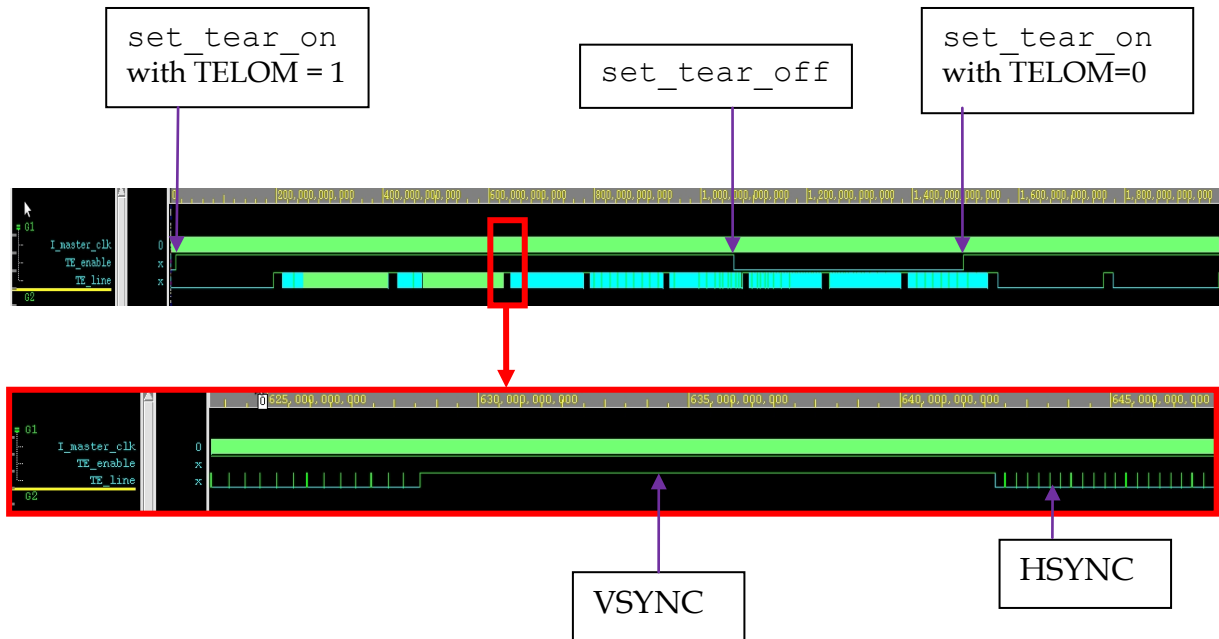 set_tear_on
with TELOM = 1
set_tear_off
set_tear_on
with TELOM=0
0 200,000,000,000 400,000,000,000 600,000,000,000 800,000,000,000 1,000,000,000,000 1,200,000,000,000 1,400,000,000,000 1,600,000,000,000 1,800,000,000,000
G1
I_master_clk 0
TE_enable x
TE_line x
G2
0 625,000,000,000 630,000,000,000 635,000,000,000 640,000,000,000 645,000,000,000
G1
I_master_clk 0
TE_enable x
TE_line x
G2
VSYNC
HSYNC